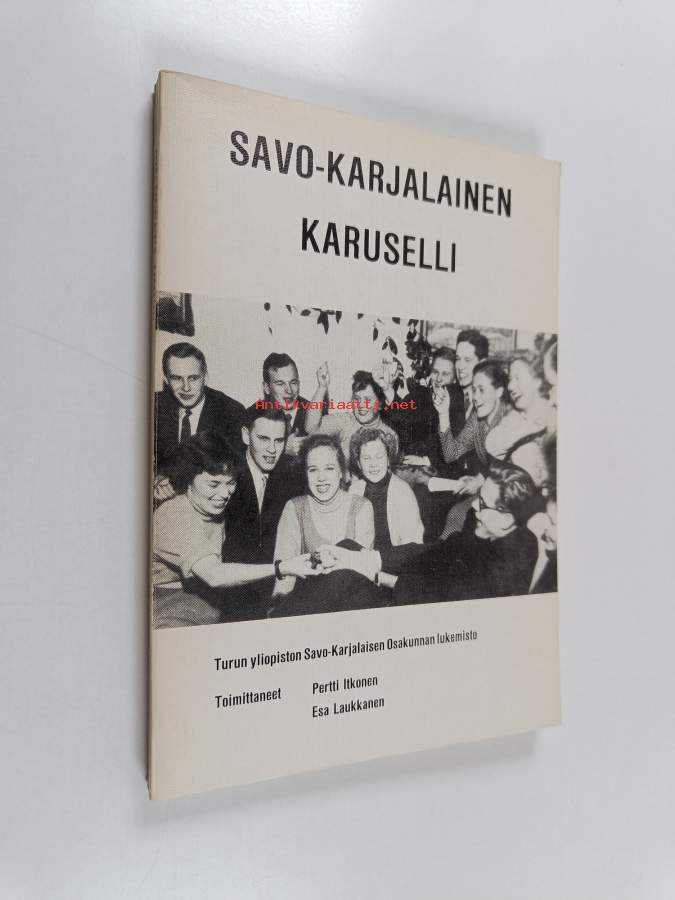 SAVO-KARJALAINEN
KARUSELLI
Antikvariaatti.net
Turun yliopiston Savo-Karjalaisen Osakunnan lukemisto
Toimittaneet Pertti Itkonen
Esa Laukkanen